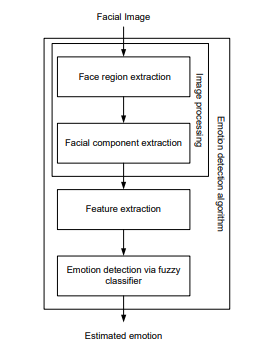 Facial Image
Face region extraction
Image processing
Facial component extraction
Emotion detection algorithm
Feature extraction
Emotion detection via fuzzy
classifier
Estimated emotion